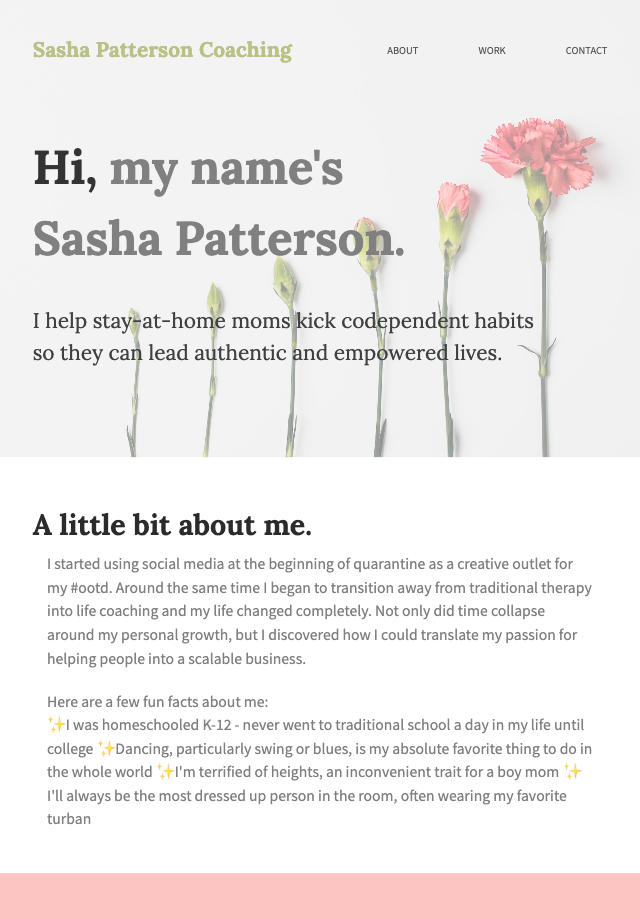 Sasha Patterson Coaching
ABOUT
WORK
CONTACT
Hi, my name's
Sasha Patterson.
I help stay-at-home moms kick codependent habits
so they can lead authentic and empowered lives.
A little bit about me.
I started using social media at the beginning of quarantine as a creative outlet for
my #ootd. Around the same time I began to transition away from traditional therapy
into life coaching and my life changed completely. Not only did time collapse
around my personal growth, but I discovered how I could translate my passion for
helping people into a scalable business.
Here are a few fun facts about me:
✨I was homeschooled K-12 - never went to traditional school a day in my life until
college ✨Dancing, particularly swing or blues, is my absolute favorite thing to do in
the whole world ✨I'm terrified of heights, an inconvenient trait for a boy mom ✨
I'll always be the most dressed up person in the room, often wearing my favorite
turban